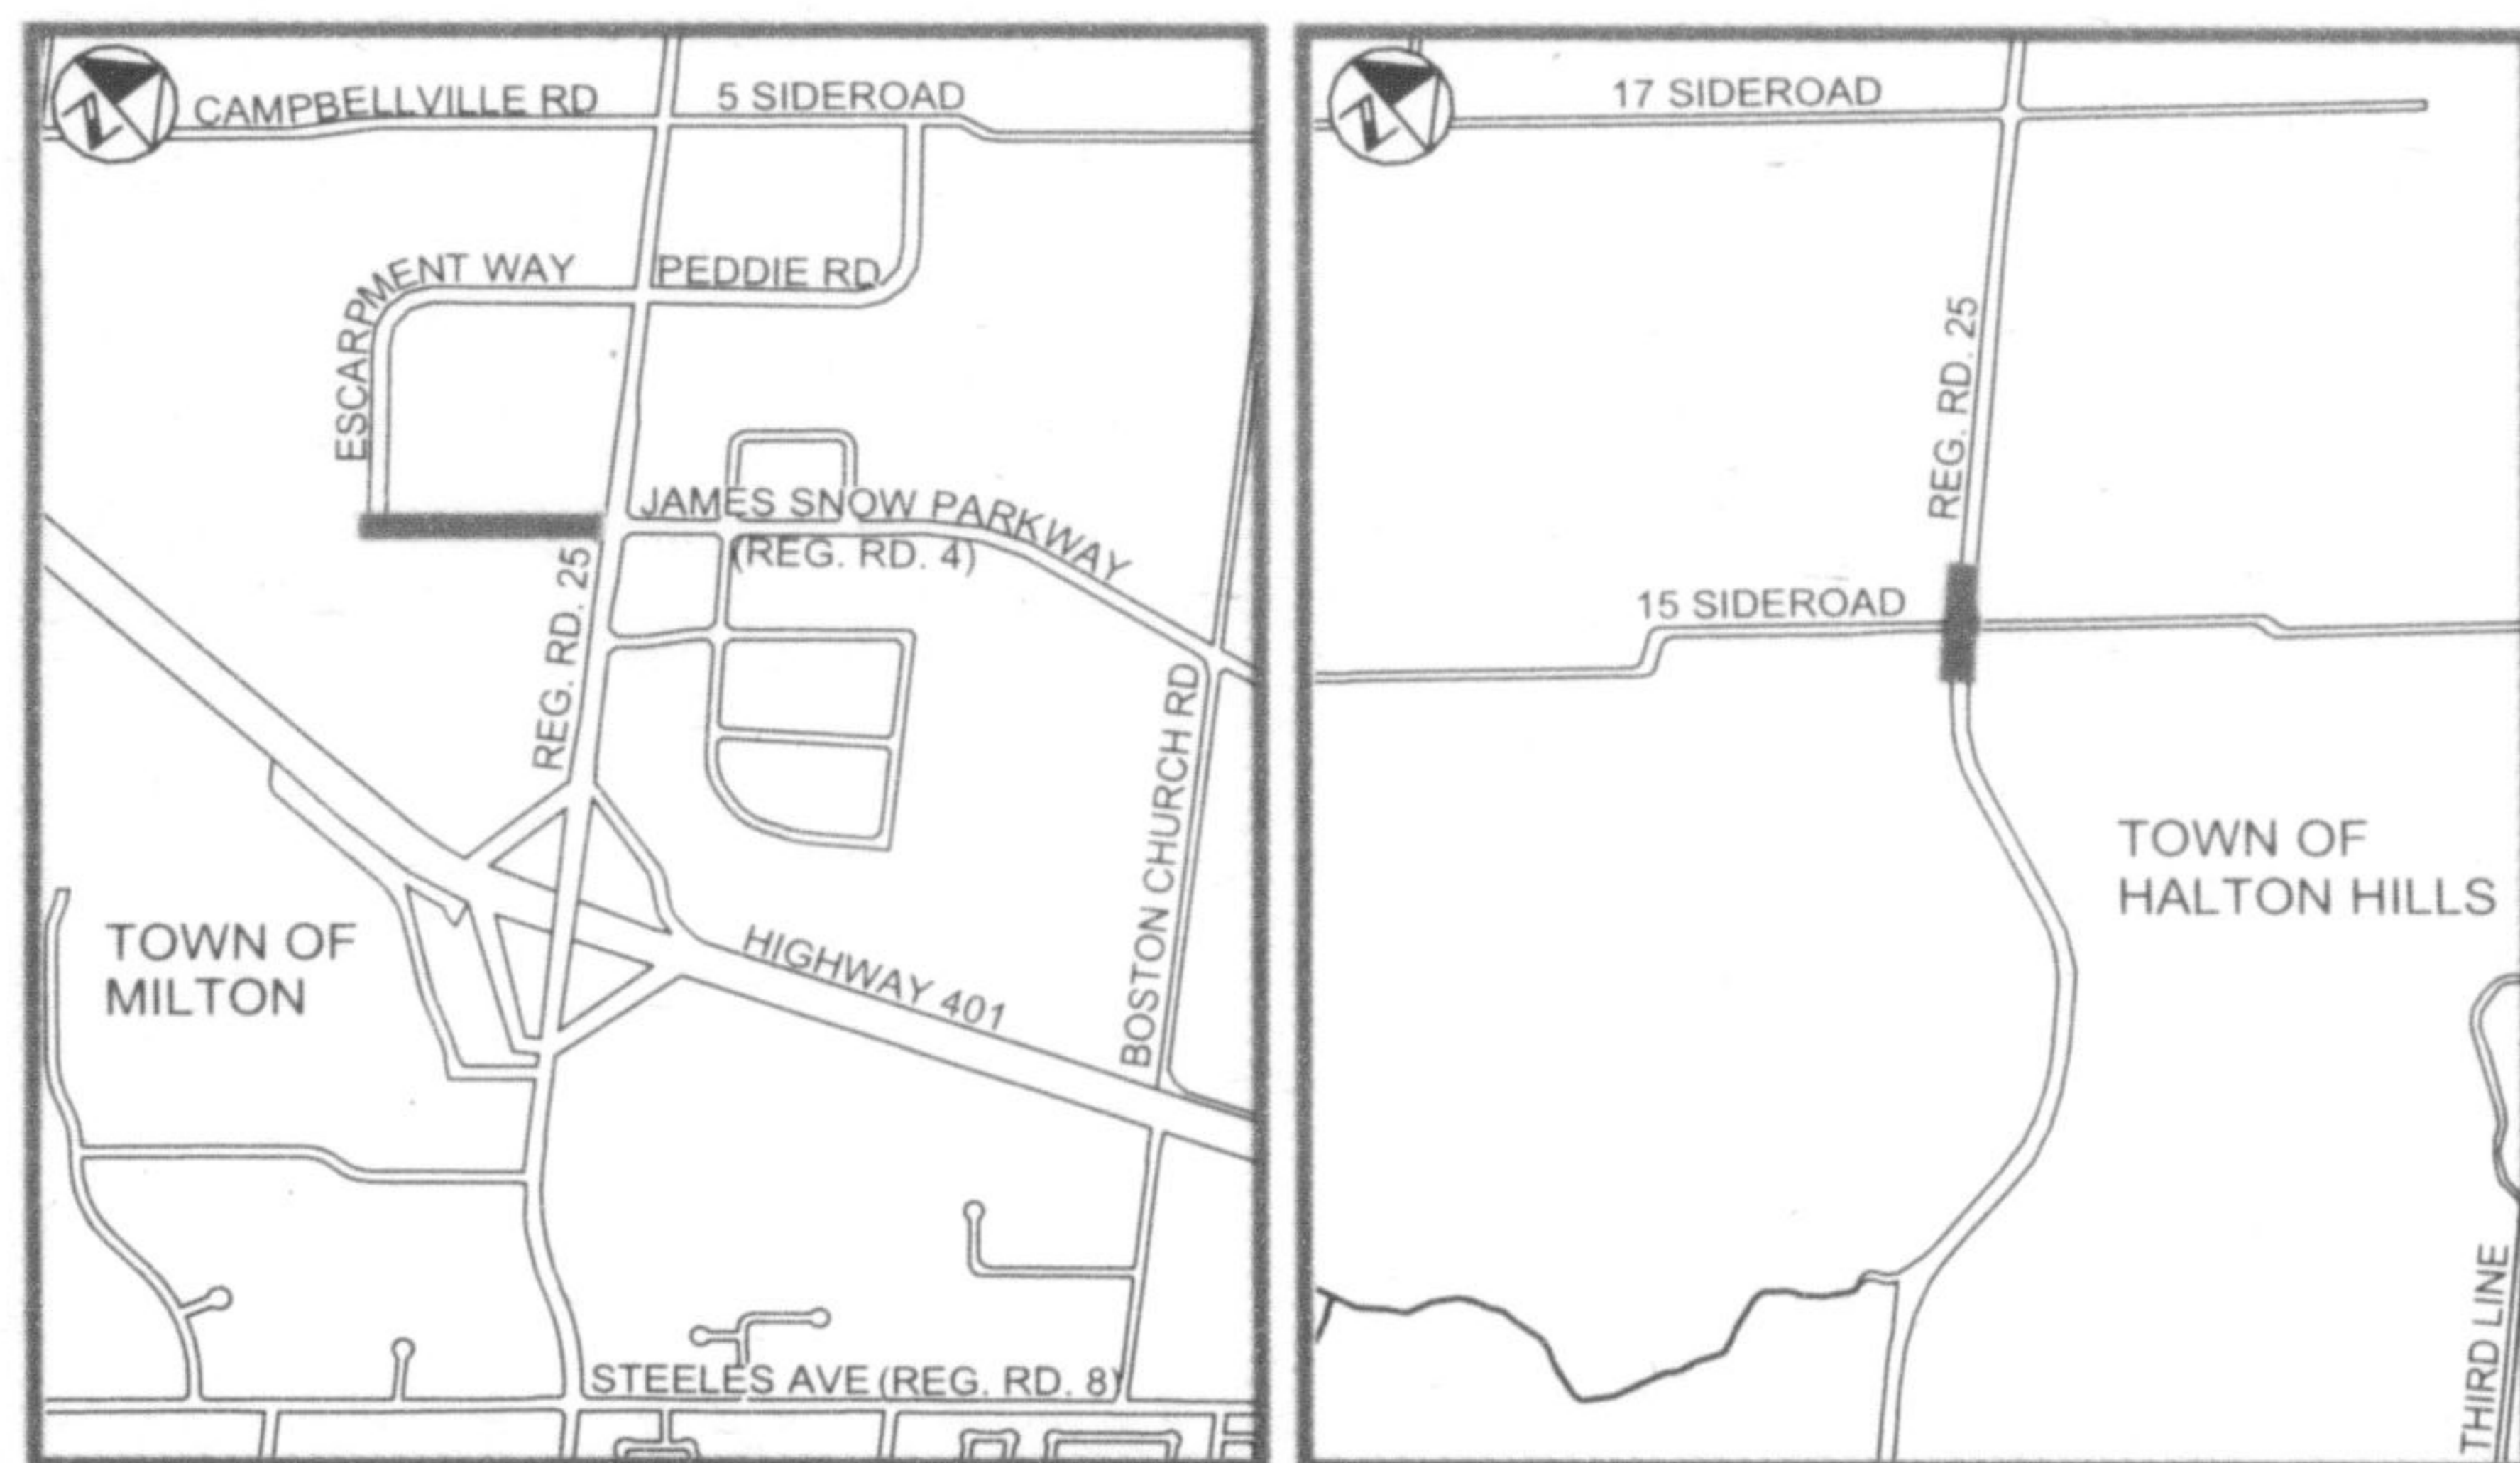 CAMPBELLVILLE RD
5 SIDEROAD
ESCARPMENT WAY
PEDDIE RD
JAMES SNOW PARKWAY
(REG. RD. 4)
REG. RD. 25
BOSTON CHURCH RD
TOWN OF
MILTON
HIGHWAY 401
STEELES AVE (REG. RD. 8)
N
17 SIDEROAD
REG. RD. 25
15 SIDEROAD
TOWN OF
HALTON HILLS
THIRD LINE
N